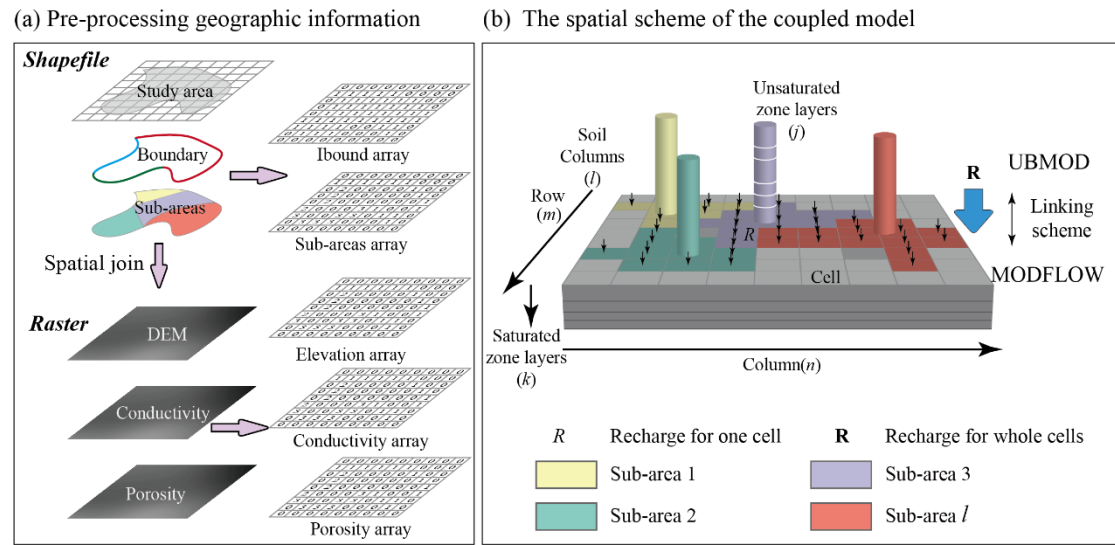 (a) Pre-processing geographic information
Shapefile
Study area
Boundary
Sub-areas
Spatial join
Raster
DEM
Conductivity
Porosity
Ibound array
Sub-areas array
Elevation array
Conductivity array
Porosity array
(b) The spatial scheme of the coupled model
Unsaturated
zone layers
(j)
Soil
Columns
(l)
Row
(m)
R
UBMOD
Linking
scheme
MODFLOW
R
Cell
Saturated
zone layers
(k)
Column(n)
R Recharge for one cell
R Recharge for whole cells
Sub-area 1
Sub-area 3
Sub-area 2
Sub-area l